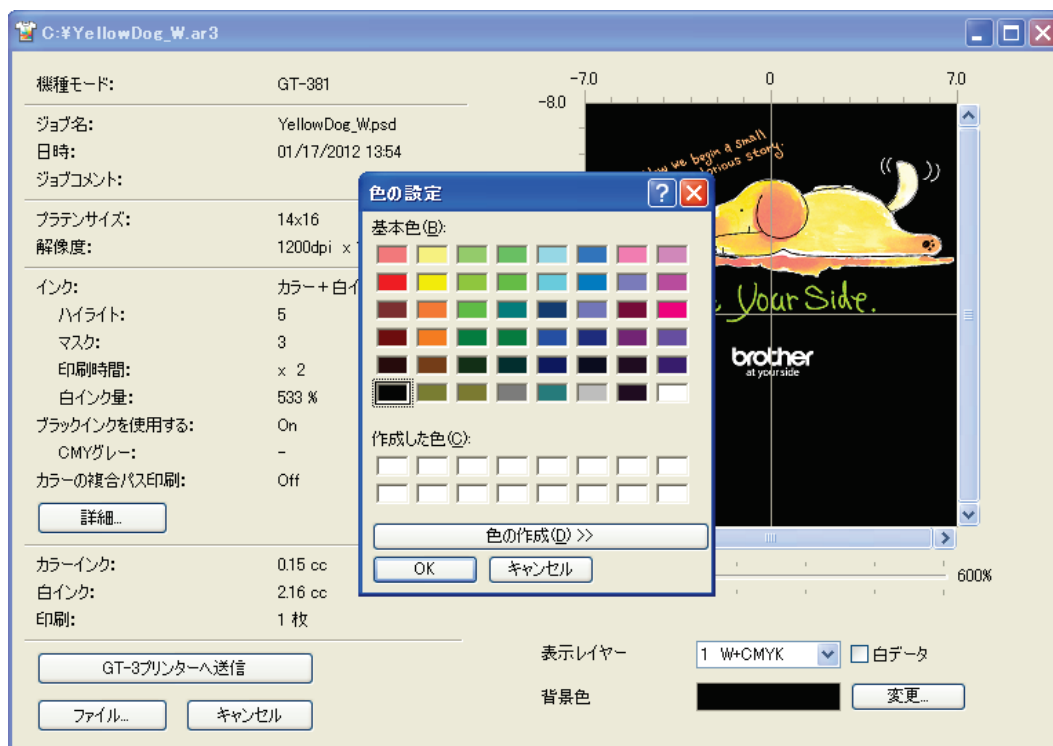 C:¥YellowDog_W.ar3
機種モード: GT-381
ジョブ名: YellowDog_W.psd
日時: 01/17/2012 13:54
ジョブコメント:
プラテンサイズ: 14x16
解像度: 1200dpi x
インク: カラー+白イ
ハイライト: 5
マスク: 3
印刷時間: x 2
白インク量: 533 %
ブラックインクを使用する: On
CMYグレー: -
カラーの複合パス印刷: Off
詳細...
カラーインク: 0.15 cc
白インク: 2.16 cc
印刷: 1 枚
GT-3プリンターへ送信
ファイル... キャンセル
色の設定
基本色(B):
作成した色(C):
色の作成(D) >>
OK キャンセル
-7.0 0 7.0
-8.0
we begin a small
story.
Your Side.
brother
at your side
600%
表示レイヤー 1 W+CMYK 白データ
背景色 変更...